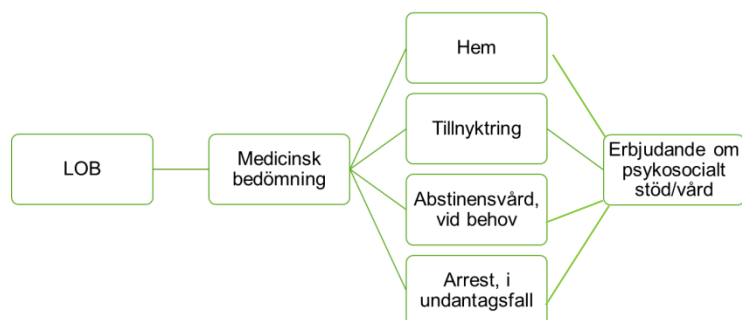 LOB
Medicinsk
bedömning
Hem
Tillnyktring
Abstinensvård,
vid behov
Arrest, i
undantagsfall
Erbjudande om
psykosocialt
stöd/vård